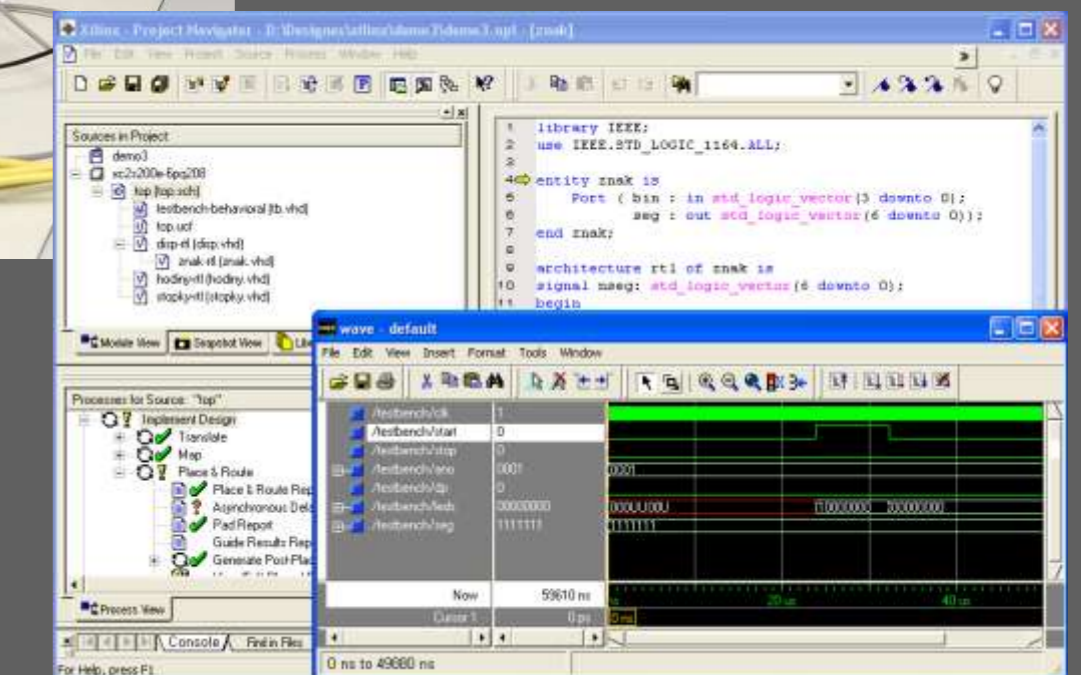 Xilinx - Project Navigator - D:\Designes\xilinx\demo3\demo3.npl - [znak]
File Edit View Project Source Process Window Help
Sources in Project
demo3
xc2s200e-6pq208
top (top.sch)
testbench-behavioral (tb.vhd)
top.ucf
disp-rtl (disp.vhd)
znak-rtl (znak.vhd)
hodiny-rtl (hodiny.vhd)
stopky-rtl (stopky.vhd)
Module View Snapshot View
1 library IEEE;
2 use IEEE.STD_LOGIC_1164.ALL;
3
4 entity znak is
5 Port ( bin : in std_logic_vector(3 downto 0);
6 seg : out std_logic_vector(6 downto 0));
7 end znak;
8
9 architecture rtl of znak is
10 signal nseg: std_logic_vector(6 downto 0);
11 begin
Processes for Source: "top"
Implement Design
Translate
Map
Place & Route
Place & Route Rep
Asynchronous Dela
Pad Report
Guide Results Rep
Generate Post-Plac
Process View
Console Find in Files
For Help, press F1
wave - default
File Edit View Insert Format Tools Window
/testbench/clk 1
/testbench/start 0
/testbench/stop 0
/testbench/ano 0001 0001
/testbench/dp 0
/testbench/leds 00000000 000UU00U 10000000 00000000
/testbench/seg 1111111 1111111
Now 59610 ns 20 us 40 us
Cursor 1 0 ps 0 ns
0 ns to 49880 ns